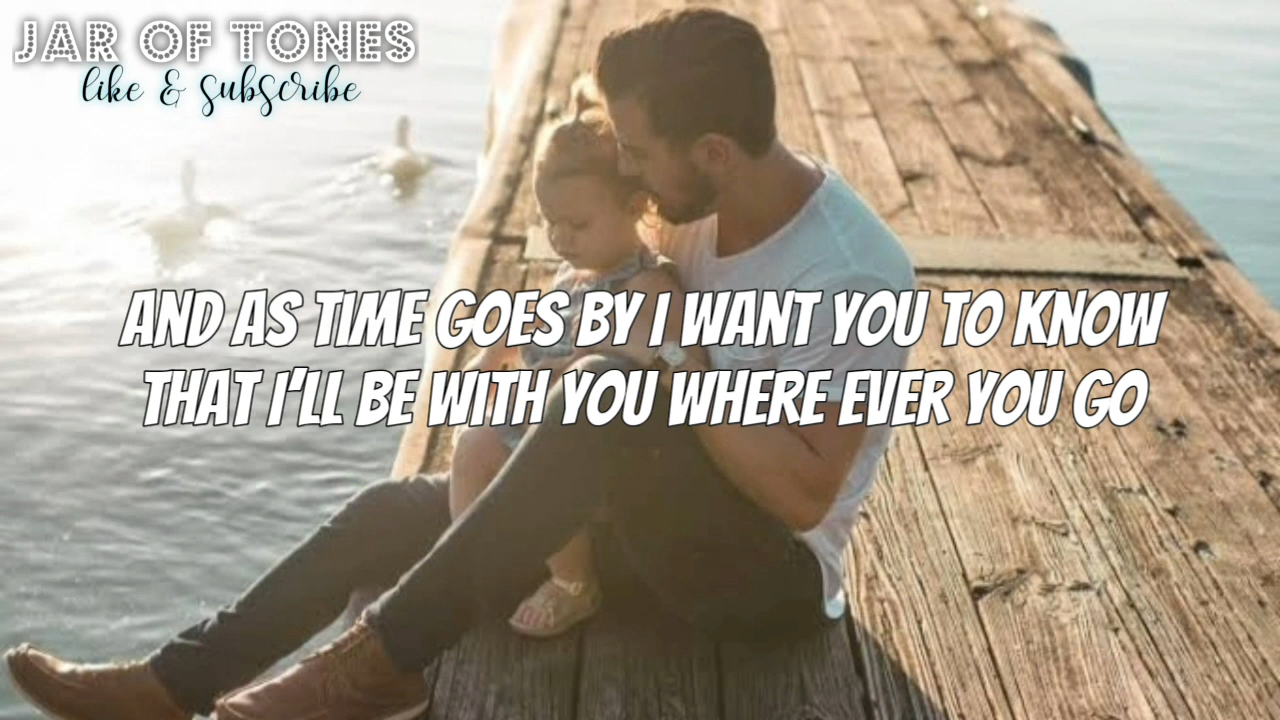 JAR OF TONES
like & subscribe
AND AS TIME GOES BY I WANT YOU TO KNOW
THAT I'LL BE WITH YOU WHERE EVER YOU GO